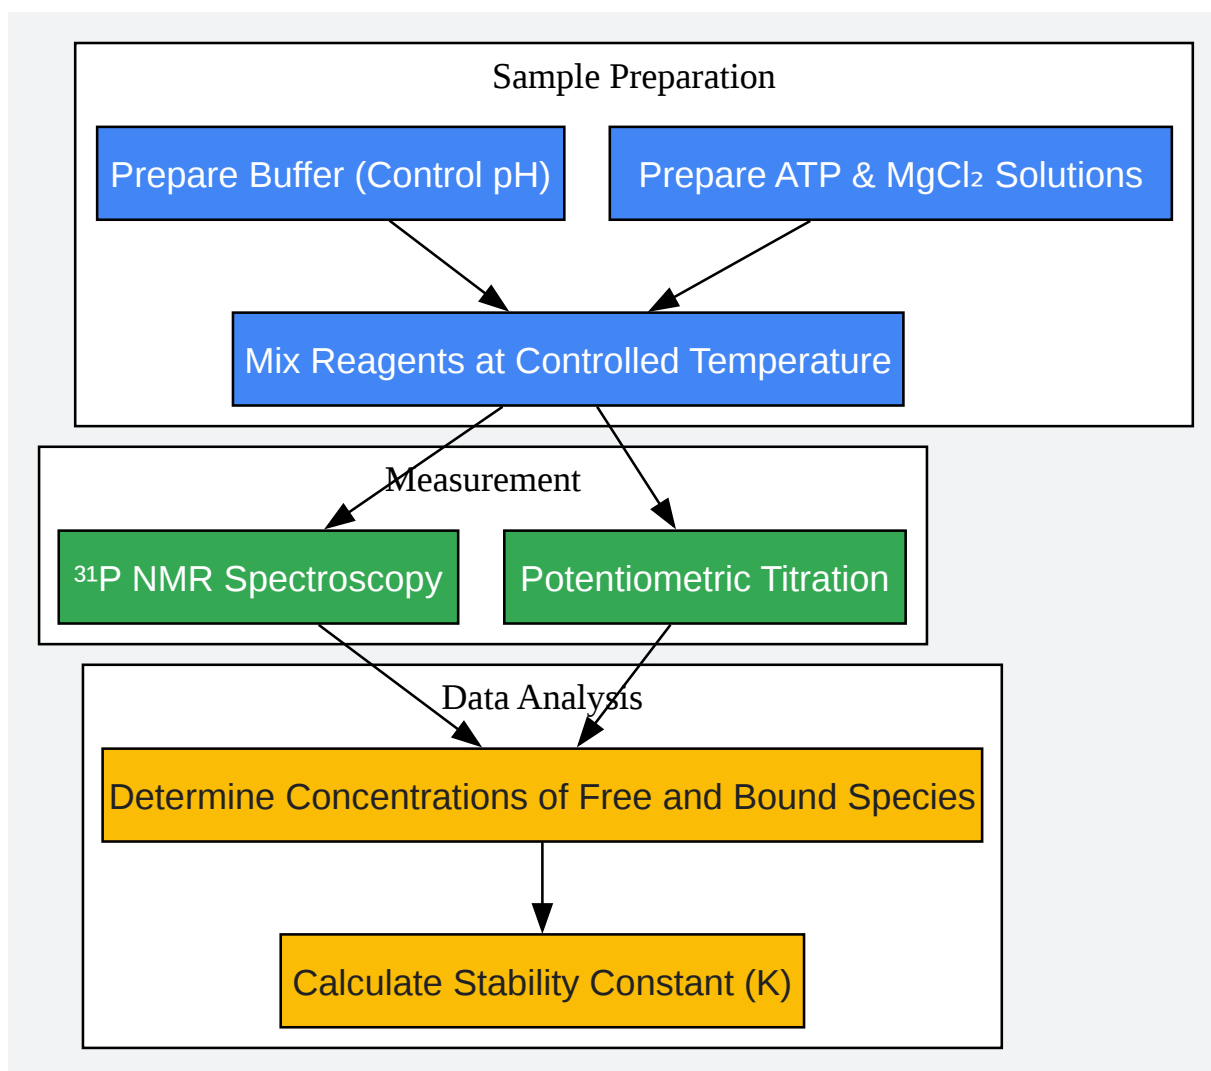 Sample Preparation
Prepare Buffer (Control pH)
Prepare ATP & MgCl₂ Solutions
Mix Reagents at Controlled Temperature
Measurement
³¹P NMR Spectroscopy
Potentiometric Titration
Data Analysis
Determine Concentrations of Free and Bound Species
Calculate Stability Constant (K)